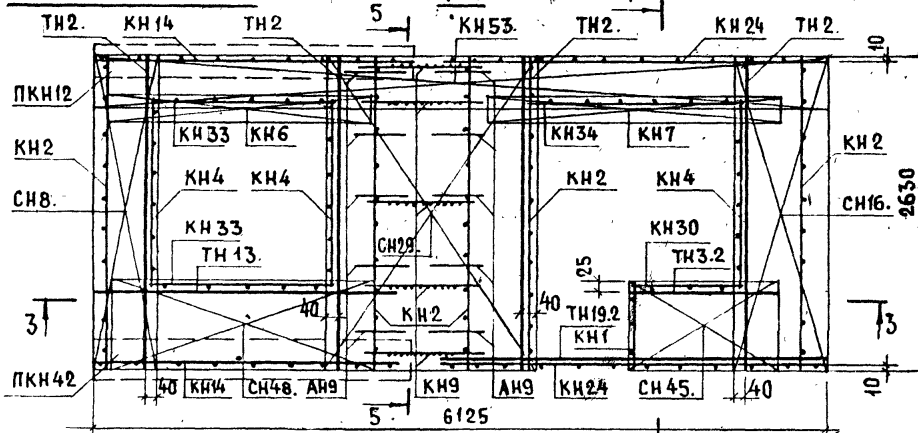 5
ТН2. КН14 ТН2 КН53. ТН2. КН24 ТН2.
10
ПКН12
КН33 КН6 КН34 КН7
КН2 КН2
КН4 КН4 КН2 КН4
СН8. СН16.
2630
КН33 СН29. КН30
ТН13. ТН3.2
25
3 40 КН2 40 ТН19.2 3
КН1
ПКН42 40 КН14 СН48. АН9 КН9 АН9 КН24 СН45. 40 10
5 6125